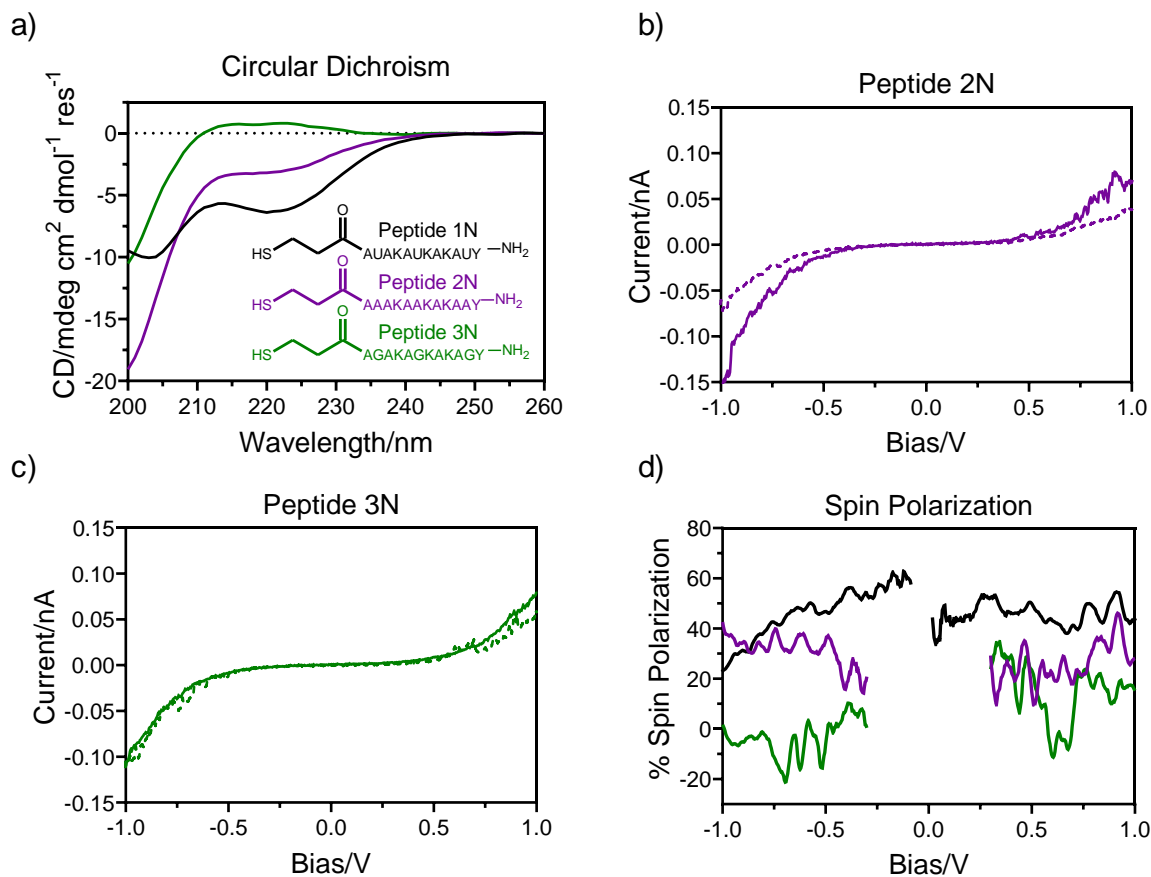 a)
Circular Dichroism
CD/mdeg cm² dmol⁻¹ res⁻¹
0
-5
-10
-15
-20
200 210 220 230 240 250 260
Wavelength/nm
Peptide 1N
O
HS
AUAKAUKAKAUY
NH₂
Peptide 2N
O
HS
AAAKAAKAKAAY
NH₂
Peptide 3N
O
HS
AGAKAGKAKAGY
NH₂
b)
Peptide 2N
Current/nA
0.15
0.10
0.05
0.00
-0.05
-0.10
-0.15
-1.0 -0.5 0.0 0.5 1.0
Bias/V
c)
Peptide 3N
Current/nA
0.15
0.10
0.05
0.00
-0.05
-0.10
-0.15
-1.0 -0.5 0.0 0.5 1.0
Bias/V
d)
Spin Polarization
% Spin Polarization
80
60
40
20
0
-20
-1.0 -0.5 0.0 0.5 1.0
Bias/V